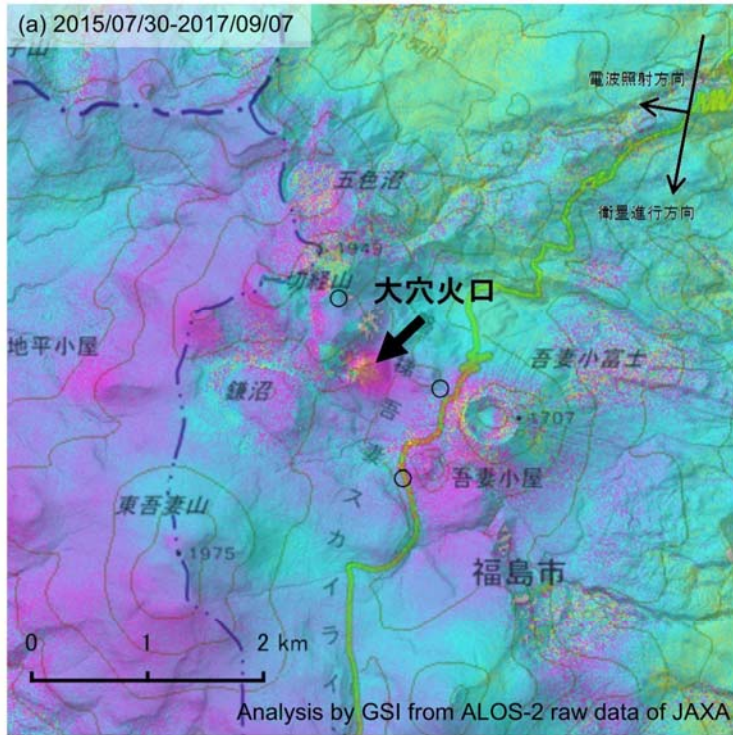 (a) 2015/07/30-2017/09/07
山
1500
電波照射方向
衛星進行方向
五色沼
1949
切経山
大穴火口
地平小屋
鎌沼
吾妻小富士
1707
梯吾妻スカイライ
吾妻小屋
東吾妻山
1975
福島市
0 1 2 km
Analysis by GSI from ALOS-2 raw data of JAXA